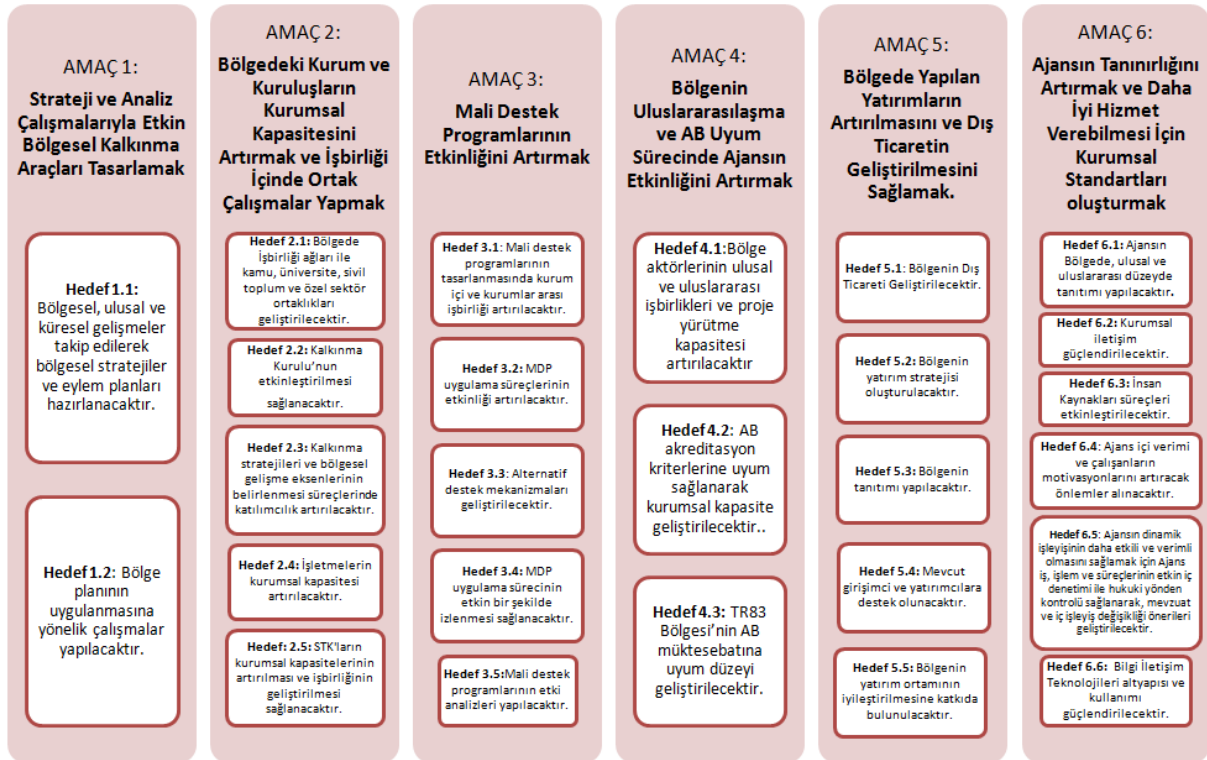 AMAÇ 1:
Strateji ve Analiz
Çalışmalarıyla Etkin
Bölgesel Kalkınma
Araçları Tasarlamak
Hedef 1.1:
Bölgesel, ulusal ve
küresel gelişmeler
takip edilerek
bölgesel stratejiler
ve eylem planları
hazırlanacaktır.
Hedef 1.2: Bölge
planının
uygulanmasına
yönelik çalışmalar
yapılacaktır.
AMAÇ 2:
Bölgedeki Kurum ve
Kuruluşların
Kurumsal
Kapasitesini
Artırmak ve İşbirliği
İçinde Ortak
Çalışmalar Yapmak
Hedef 2.1: Bölgede
İşbirliği ağları ile
kamu, üniversite, sivil
toplum ve özel sektör
ortaklıkları
geliştirilecektir.
Hedef 2.2: Kalkınma
Kurulu’nun
etkinleştirilmesi
sağlanacaktır.
Hedef 2.3: Kalkınma
stratejileri ve bölgesel
gelişme eksenlerinin
belirlenmesi süreçlerinde
katılımcılık artırılacaktır.
Hedef 2.4: İşletmelerin
kurumsal kapasitesi
artırılacaktır.
Hedef: 2.5: STK'ların
kurumsal kapasitelerinin
artırılması ve işbirliğinin
geliştirilmesi
sağlanacaktır.
AMAÇ 3:
Mali Destek
Programlarının
Etkinliğini Artırmak
Hedef 3.1: Mali destek
programlarının
tasarlanmasında kurum
içi ve kurumlar arası
işbirliği artırılacaktır.
Hedef 3.2: MDP
uygulama süreçlerinin
etkinliği artırılacaktır.
Hedef 3.3: Alternatif
destek mekanizmaları
geliştirilecektir.
Hedef 3.4: MDP
uygulama sürecinin
etkin bir şekilde
izlenmesi sağlanacaktır.
Hedef 3.5:Mali destek
programlarının etki
analizleri yapılacaktır.
AMAÇ 4:
Bölgenin
Uluslararasılaşma
ve AB Uyum
Sürecinde Ajansın
Etkinliğini Artırmak
Hedef 4.1:Bölge
aktörlerinin ulusal
ve uluslararası
işbirlikleri ve proje
yürütme
kapasitesi
artırılacaktır
Hedef 4.2: AB
akreditasyon
kriterlerine uyum
sağlanarak
kurumsal kapasite
geliştirilecektir..
Hedef 4.3: TR83
Bölgesi’nin AB
müktesebatına
uyum düzeyi
geliştirilecektir.
AMAÇ 5:
Bölgede Yapılan
Yatırımların
Artırılmasını ve Dış
Ticaretin
Geliştirilmesini
Sağlamak.
Hedef 5.1: Bölgenin Dış
Ticareti Geliştirilecektir.
Hedef 5.2: Bölgenin
yatırım stratejisi
oluşturulacaktır.
Hedef 5.3: Bölgenin
tanıtımı yapılacaktır.
Hedef 5.4: Mevcut
girişimci ve yatırımcılara
destek olunacaktır.
Hedef 5.5: Bölgenin
yatırım ortamının
iyileştirilmesine katkıda
bulunulacaktır.
AMAÇ 6:
Ajansın Tanınırlığını
Artırmak ve Daha
İyi Hizmet
Verebilmesi İçin
Kurumsal
Standartları
oluşturmak
Hedef 6.1: Ajansın
Bölgede, ulusal ve
uluslararası düzeyde
tanıtımı yapılacaktır.
Hedef 6.2: Kurumsal
iletişim
güçlendirilecektir.
Hedef 6.3: İnsan
Kaynakları süreçleri
etkinleştirilecektir.
Hedef 6.4: Ajans içi verimi
ve çalışanların
motivasyonlarını artıracak
önlemler alınacaktır.
Hedef 6.5: Ajansın dinamik
işleyişinin daha etkili ve verimli
olmasını sağlamak için Ajans
iş, işlem ve süreçlerinin etkin iç
denetimi ile hukuki yönden
kontrolü sağlanarak, mevzuat
ve iç işleyiş değişikliği önerileri
geliştirilecektir.
Hedef 6.6: Bilgi İletişim
Teknolojileri altyapısı ve
kullanımı
güçlendirilecektir.